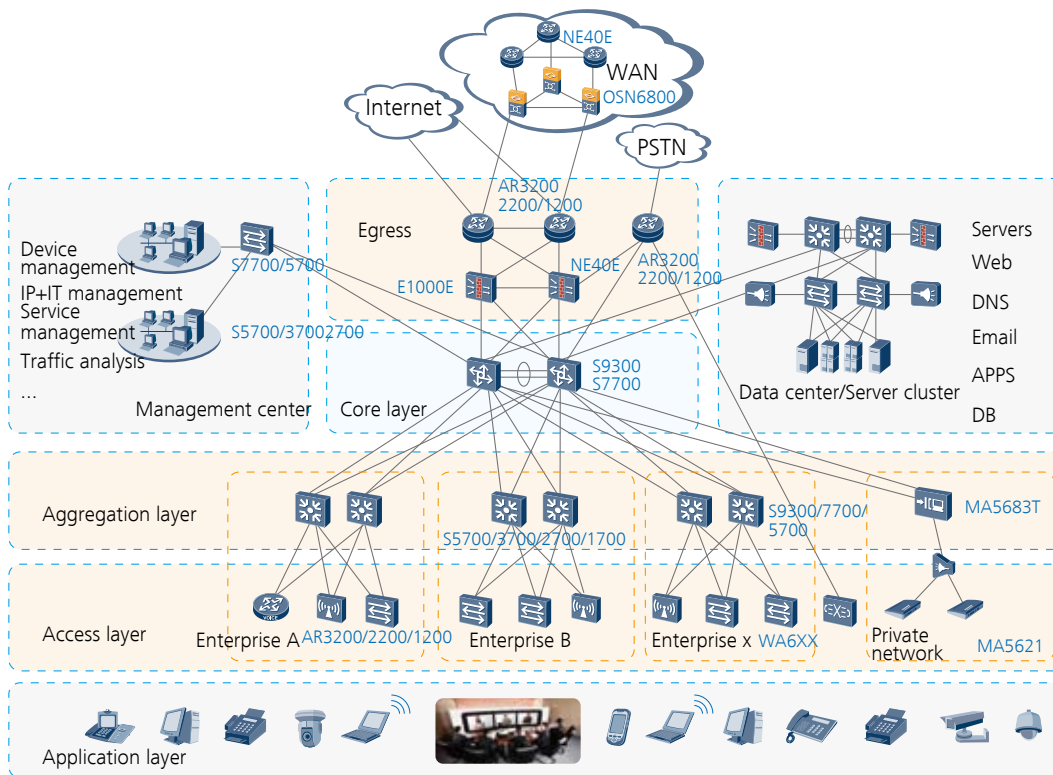 NE40E
WAN
OSN6800
Internet
PSTN
AR3200
2200/1200
Egress
AR3200
2200/1200
NE40E
E1000E
Device
management
S7700/5700
IP+IT management
Service
management
S5700/37002700
Traffic analysis
...
Management center
Core layer
S9300
S7700
Servers
Web
DNS
Email
APPS
DB
Data center/Server cluster
Aggregation layer
S5700/3700/2700/1700
S9300/7700/
5700
MA5683T
Access layer
VOICE
Enterprise A
AR3200/2200/1200
Enterprise B
Enterprise x
WA6XX
EXE
Private
network
MA5621
Application layer